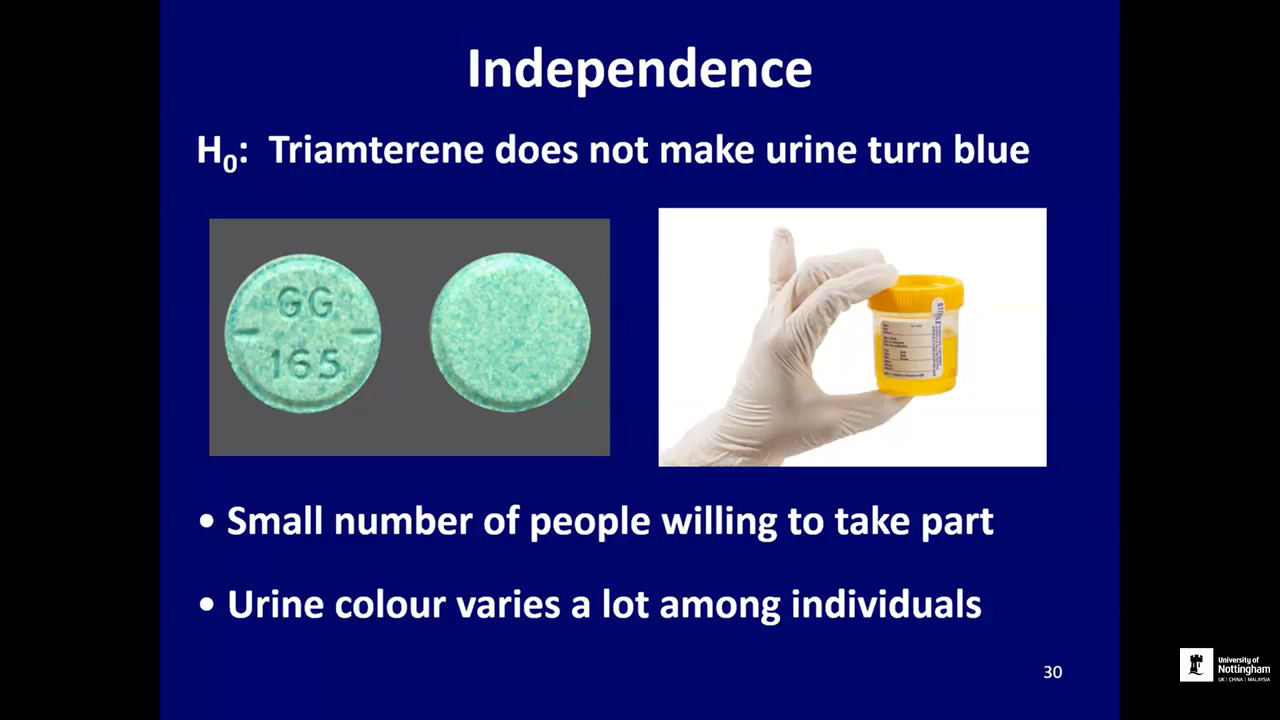 Independence
H₀: Triamterene does not make urine turn blue
GG
165
• Small number of people willing to take part
• Urine colour varies a lot among individuals
30
University of
Nottingham
UK | CHINA | MALAYSIA